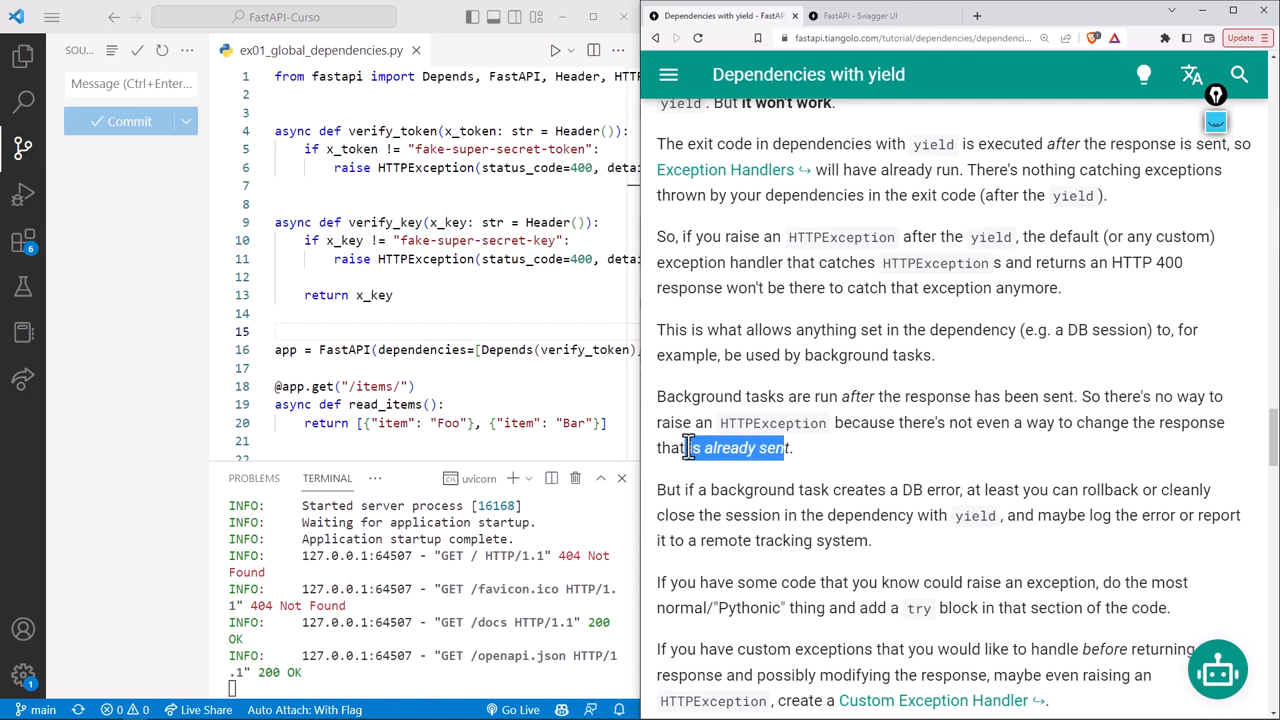 FastAPI-Curso
SOU...
Message (Ctrl+Enter...
Commit
6
1
ex01_global_dependencies.py
1 from fastapi import Depends, FastAPI, Header, HTT
2
3
4 async def verify_token(x_token: str = Header()):
5 if x_token != "fake-super-secret-token":
6 raise HTTPException(status_code=400, detai
7
8
9 async def verify_key(x_key: str = Header()):
10 if x_key != "fake-super-secret-key":
11 raise HTTPException(status_code=400, detai
12
13 return x_key
14
15
16 app = FastAPI(dependencies=[Depends(verify_token),
17
18 @app.get("/items/")
19 async def read_items():
20 return [{"item": "Foo"}, {"item": "Bar"}]
21
22
PROBLEMS TERMINAL ... uvicorn
INFO: Started server process [16168]
INFO: Waiting for application startup.
INFO: Application startup complete.
INFO: 127.0.0.1:64507 - "GET / HTTP/1.1" 404 Not
Found
INFO: 127.0.0.1:64507 - "GET /favicon.ico HTTP/1.
1" 404 Not Found
INFO: 127.0.0.1:64507 - "GET /docs HTTP/1.1" 200
OK
INFO: 127.0.0.1:64507 - "GET /openapi.json HTTP/1
.1" 200 OK
main 0 0 Live Share Auto Attach: With Flag Go Live
Dependencies with yield - FastAP
FastAPI - Swagger UI
fastapi.tiangolo.com/tutorial/dependencies/dependenci...
Update
Dependencies with yield
yield . But it won't work.
The exit code in dependencies with yield is executed after the response is sent, so
Exception Handlers ↪ will have already run. There's nothing catching exceptions
thrown by your dependencies in the exit code (after the yield ).
So, if you raise an HTTPException after the yield , the default (or any custom)
exception handler that catches HTTPException s and returns an HTTP 400
response won't be there to catch that exception anymore.
This is what allows anything set in the dependency (e.g. a DB session) to, for
example, be used by background tasks.
Background tasks are run after the response has been sent. So there's no way to
raise an HTTPException because there's not even a way to change the response
that is already sent.
But if a background task creates a DB error, at least you can rollback or cleanly
close the session in the dependency with yield , and maybe log the error or report
it to a remote tracking system.
If you have some code that you know could raise an exception, do the most
normal/"Pythonic" thing and add a try block in that section of the code.
If you have custom exceptions that you would like to handle before returning
response and possibly modifying the response, maybe even raising an
HTTPException , create a Custom Exception Handler ↪.